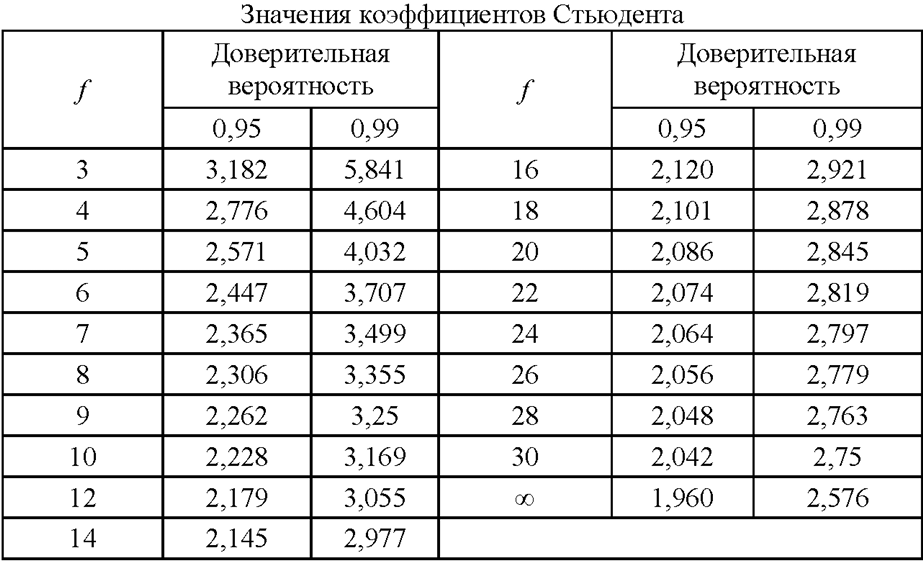 Значения коэффициентов Стьюдента
f Доверительная вероятность f Доверительная вероятность
0,95 0,99 0,95 0,99
3 3,182 5,841 16 2,120 2,921
4 2,776 4,604 18 2,101 2,878
5 2,571 4,032 20 2,086 2,845
6 2,447 3,707 22 2,074 2,819
7 2,365 3,499 24 2,064 2,797
8 2,306 3,355 26 2,056 2,779
9 2,262 3,25 28 2,048 2,763
10 2,228 3,169 30 2,042 2,75
12 2,179 3,055 ∞ 1,960 2,576
14 2,145 2,977